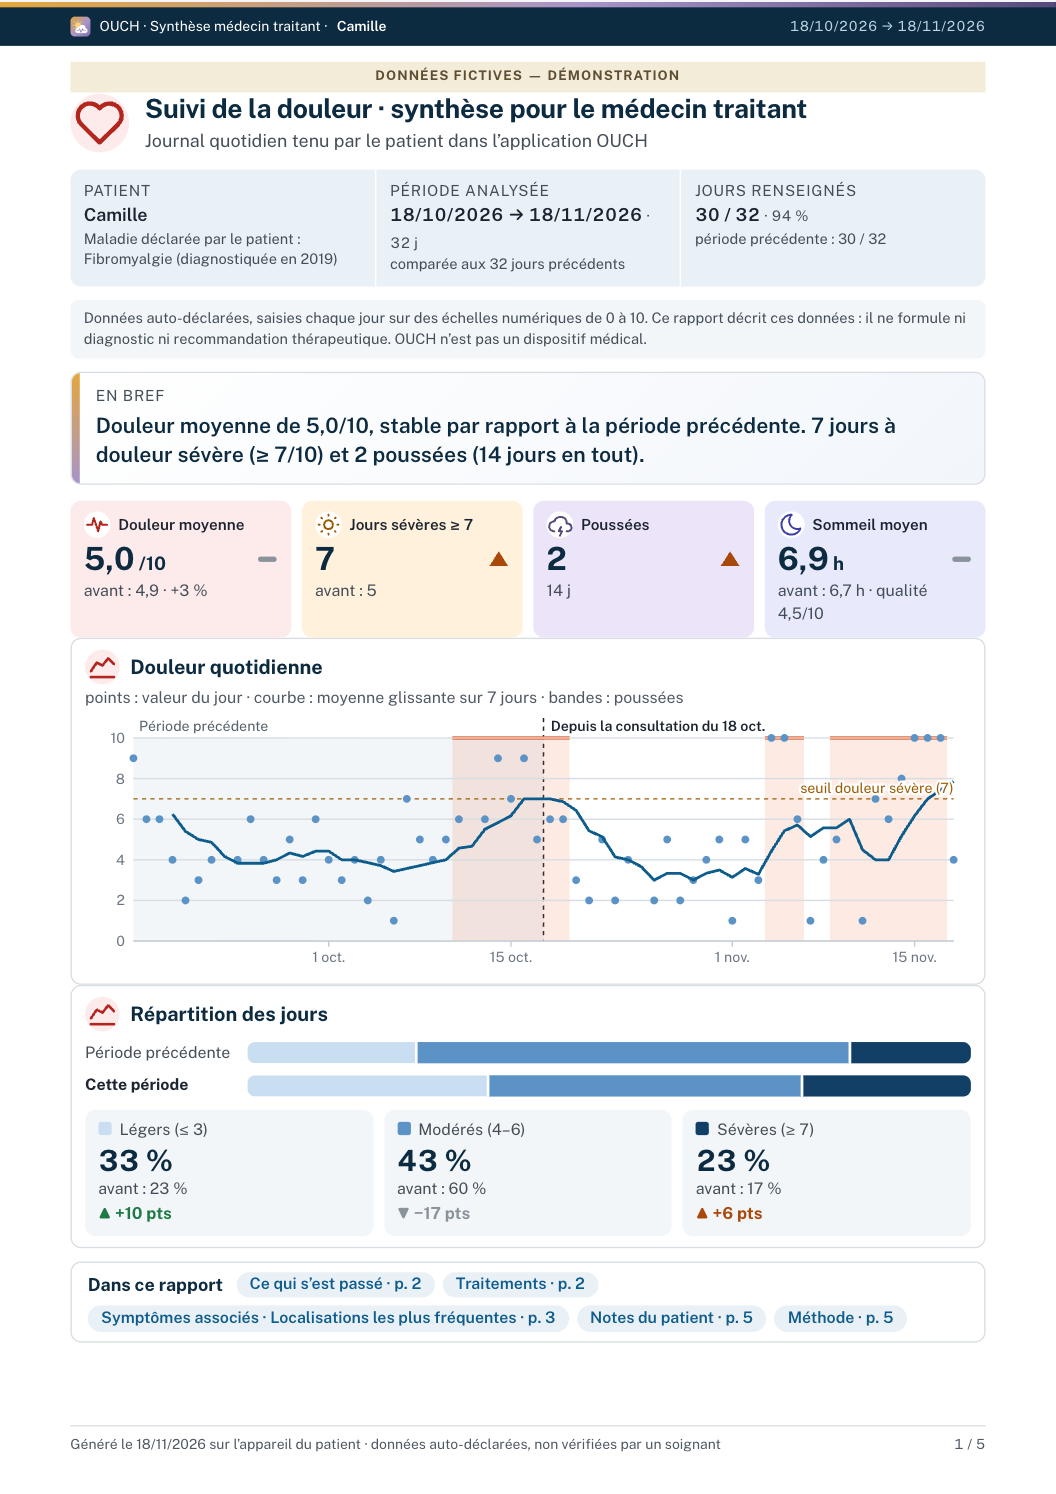 OUCH · Synthèse médecin traitant · Camille
18/10/2026 → 18/11/2026
DONNÉES FICTIVES — DÉMONSTRATION
Suivi de la douleur · synthèse pour le médecin traitant
Journal quotidien tenu par le patient dans l’application OUCH
PATIENT
Camille
Maladie déclarée par le patient :
Fibromyalgie (diagnostiquée en 2019)
PÉRIODE ANALYSÉE
18/10/2026 → 18/11/2026 ·
32 j
comparée aux 32 jours précédents
JOURS RENSEIGNÉS
30 / 32 · 94 %
période précédente : 30 / 32
Données auto-déclarées, saisies chaque jour sur des échelles numériques de 0 à 10. Ce rapport décrit ces données : il ne formule ni
diagnostic ni recommandation thérapeutique. OUCH n’est pas un dispositif médical.
EN BREF
Douleur moyenne de 5,0/10, stable par rapport à la période précédente. 7 jours à
douleur sévère (≥ 7/10) et 2 poussées (14 jours en tout).
Douleur moyenne
5,0 /10
avant : 4,9 · +3 %
Jours sévères ≥ 7
7
avant : 5
Poussées
2
14 j
Sommeil moyen
6,9 h
avant : 6,7 h · qualité
4,5/10
Douleur quotidienne
points : valeur du jour · courbe : moyenne glissante sur 7 jours · bandes : poussées
Période précédente
Depuis la consultation du 18 oct.
10
8
seuil douleur sévère (7)
6
4
2
0
1 oct.
15 oct.
1 nov.
15 nov.
Répartition des jours
Période précédente
Cette période
Légers (≤ 3)
33 %
avant : 23 %
▲ +10 pts
Modérés (4–6)
43 %
avant : 60 %
▼ −17 pts
Sévères (≥ 7)
23 %
avant : 17 %
▲ +6 pts
Dans ce rapport
Ce qui s’est passé · p. 2
Traitements · p. 2
Symptômes associés · Localisations les plus fréquentes · p. 3
Notes du patient · p. 5
Méthode · p. 5
Généré le 18/11/2026 sur l’appareil du patient · données auto-déclarées, non vérifiées par un soignant
1 / 5